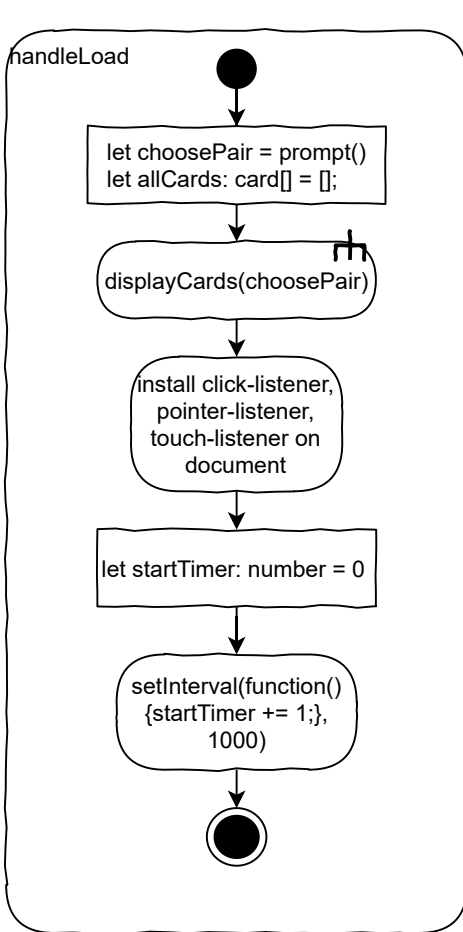 handleLoad
let choosePair = prompt()
let allCards: card[] = [];
displayCards(choosePair)
install click-listener,
pointer-listener,
touch-listener on
document
let startTimer: number = 0
setInterval(function()
{startTimer += 1;},
1000)